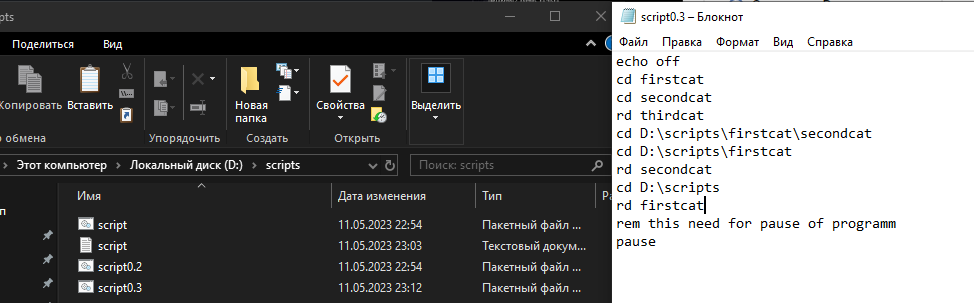 pts
Поделиться Вид
Копировать
Вставить
Новая папка
Свойства
Выделить
о обмена
Упорядочить
Создать
Открыть
Этот компьютер › Локальный диск (D:) › scripts
Поиск: scripts
Имя Дата изменения Тип Ра
п
script 11.05.2023 22:54 Пакетный файл ...
script 11.05.2023 23:03 Текстовый докум...
script0.2 11.05.2023 22:54 Пакетный файл ...
script0.3 11.05.2023 23:12 Пакетный файл ...
script0.3 – Блокнот
Файл Правка Формат Вид Справка
echo off
cd firstcat
cd secondcat
rd thirdcat
cd D:\scripts\firstcat\secondcat
cd D:\scripts\firstcat
rd secondcat
cd D:\scripts
rd firstcat
rem this need for pause of programm
pause